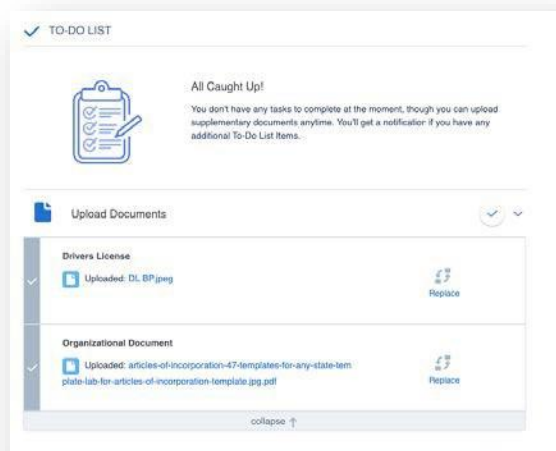 TO-DO LIST
All Caught Up!
You don't have any tasks to complete at the moment, though you can upload
supplementary documents anytime. You'll get a notification if you have any
additional To-Do List Items.
Upload Documents
Drivers License
Uploaded: DL BP.jpeg
Replace
Organizational Document
Uploaded: articles-of-incorporation-47-templates-for-any-state-tem
plate-lab-for-articles-of-incorporation-template.jpg.pdf
Replace
collapse ↑